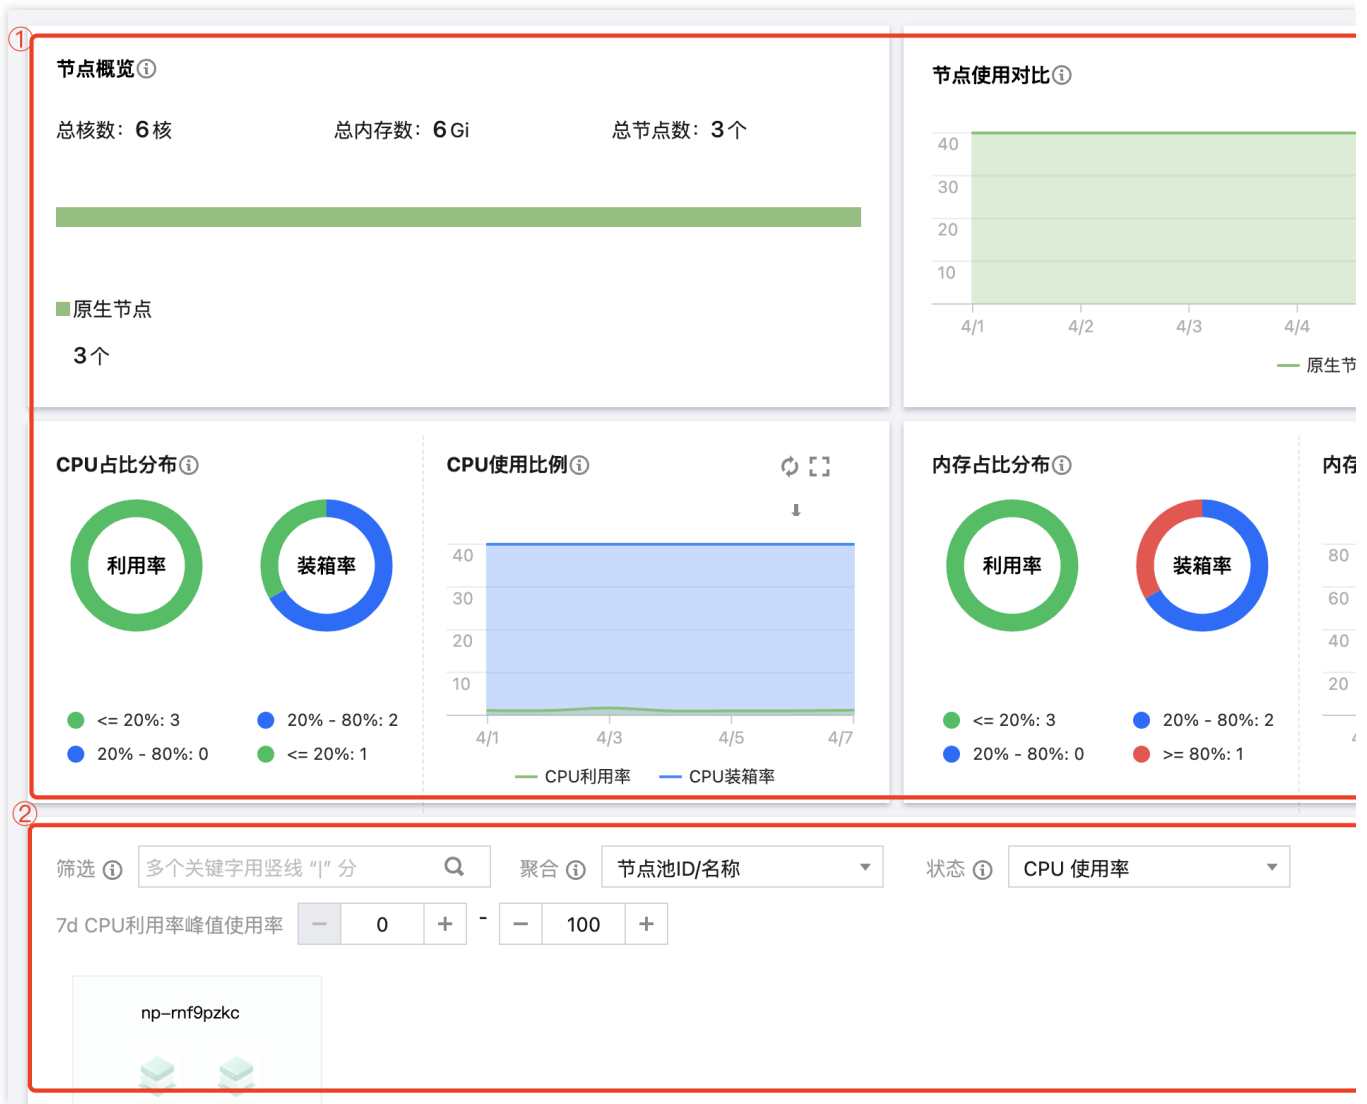 ①
节点概览
总核数：6核
总内存数：6Gi
总节点数：3个
原生节点
3个
节点使用对比
40
30
20
10
4/1 4/2 4/3 4/4
原生节
CPU占比分布
利用率
装箱率
<= 20%: 3
20% - 80%: 0
20% - 80%: 2
<= 20%: 1
CPU使用比例
40
30
20
10
4/1 4/3 4/5 4/7
CPU利用率 CPU装箱率
内存占比分布
利用率
装箱率
<= 20%: 3
20% - 80%: 0
20% - 80%: 2
>= 80%: 1
内存
80
60
40
20
②
筛选 多个关键字用竖线 “|” 分 聚合 节点池ID/名称 状态 CPU 使用率
7d CPU利用率峰值使用率 − 0 + - − 100 +
np-rnf9pzkc